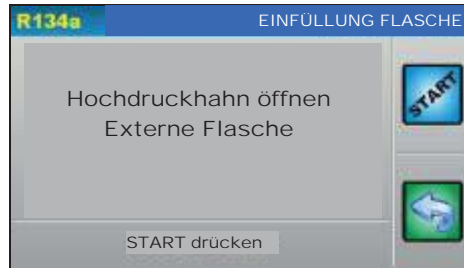 R134a
EINFÜLLUNG FLASCHE
Hochdruckhahn öffnen
Externe Flasche
START
START drücken